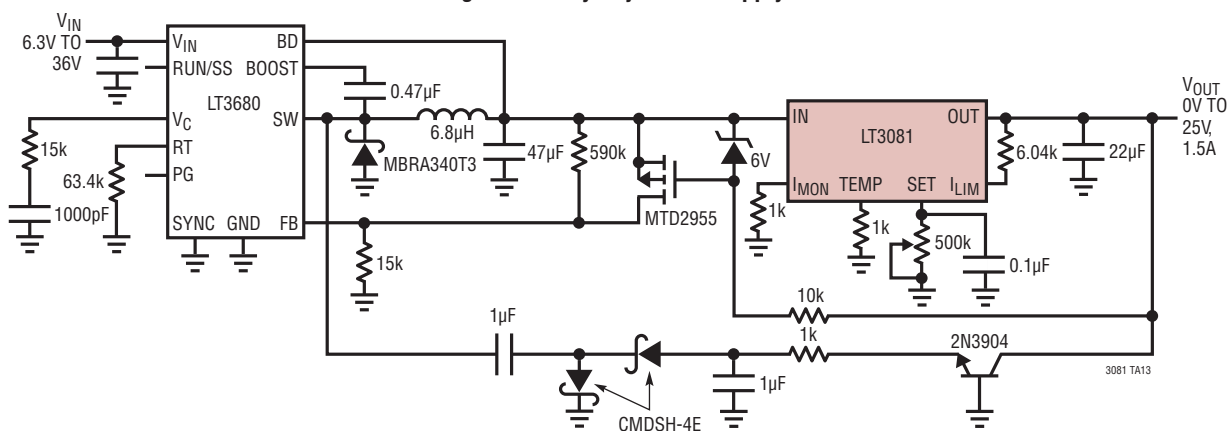 V_IN
6.3V TO
36V
V_IN
BD
RUN/SS
BOOST
LT3680
V_C
SW
RT
PG
SYNC
GND
FB
15k
63.4k
1000pF
0.47µF
6.8µH
MBRA340T3
47µF
590k
15k
MTD2955
6V
IN
OUT
LT3081
I_MON
TEMP
SET
I_LIM
1k
1k
500k
0.1µF
6.04k
22µF
V_OUT
0V TO
25V,
1.5A
10k
1µF
1k
2N3904
1µF
CMDSH-4E
3081 TA13